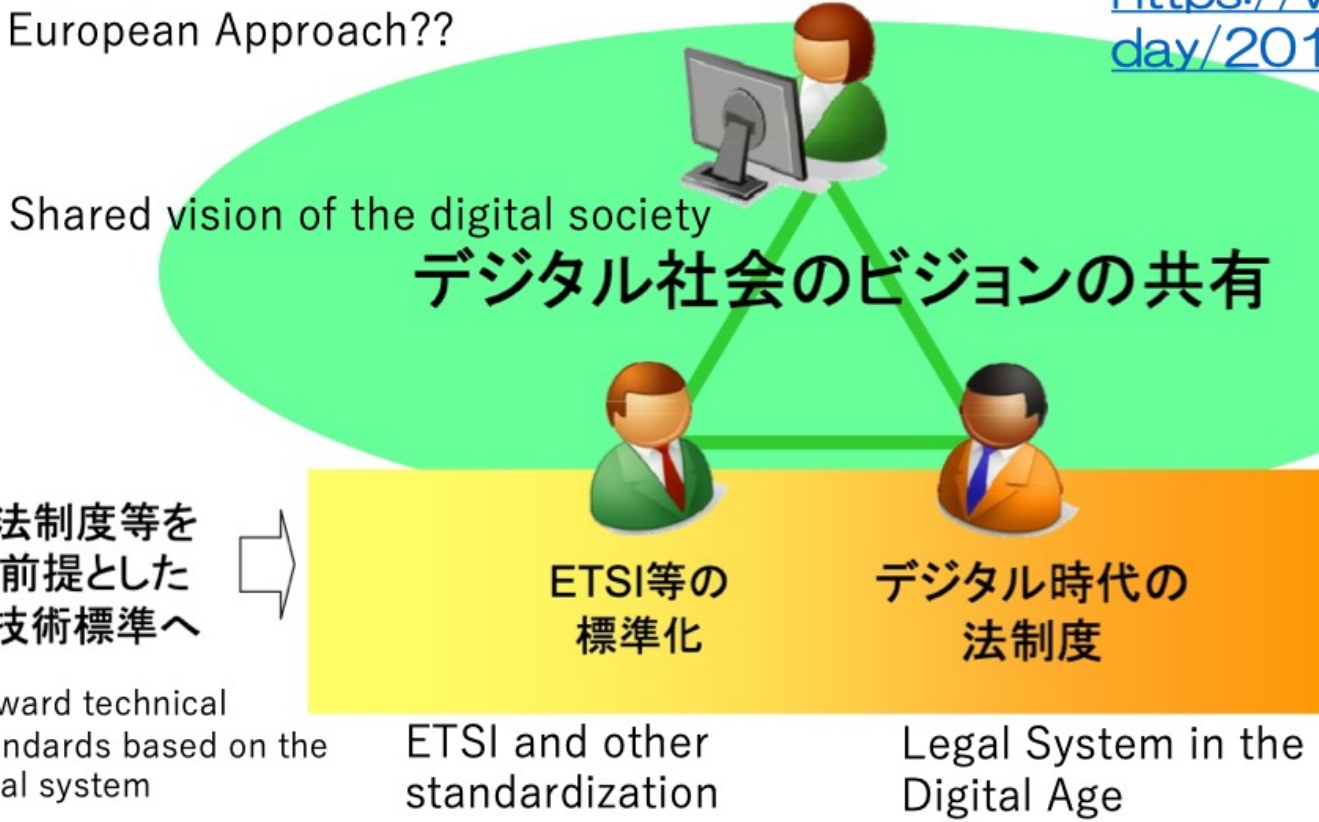 European Approach??
day/201
Shared vision of the digital society
デジタル社会のビジョンの共有
法制度等を
前提とした
技術標準へ
ward technical
ndards based on the
al system
ETSI等の
標準化
デジタル時代の
法制度
ETSI and other
standardization
Legal System in the
Digital Age